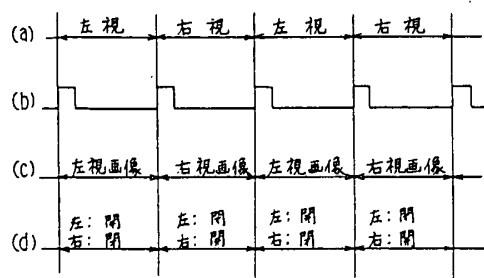 (a) 左視 右視 左視 右視
(b)
(c) 左視画像 右視画像 左視画像 右視画像
(d) 左: 開 左: 閉 左: 開 左: 閉
右: 閉 右: 開 右: 閉 右: 開